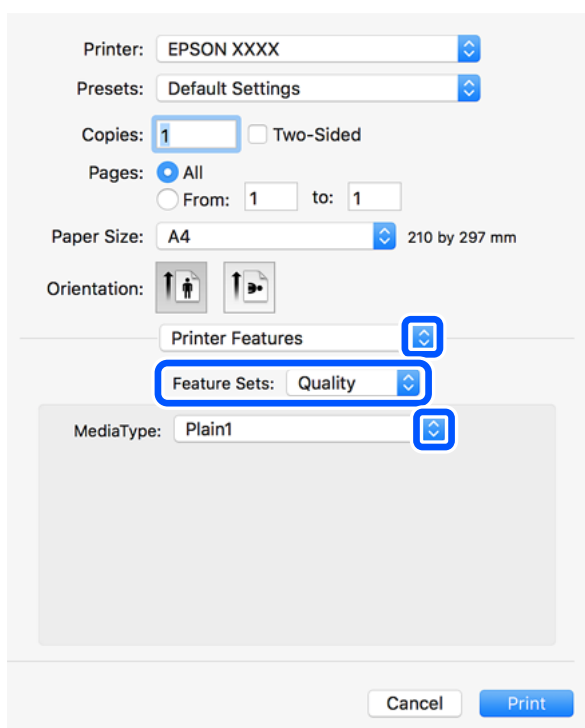 Printer: EPSON XXXX
Presets: Default Settings
Copies: 1 Two-Sided
Pages: All
From: 1 to: 1
Paper Size: A4 210 by 297 mm
Orientation:
Printer Features
Feature Sets: Quality
MediaType: Plain1
Cancel Print